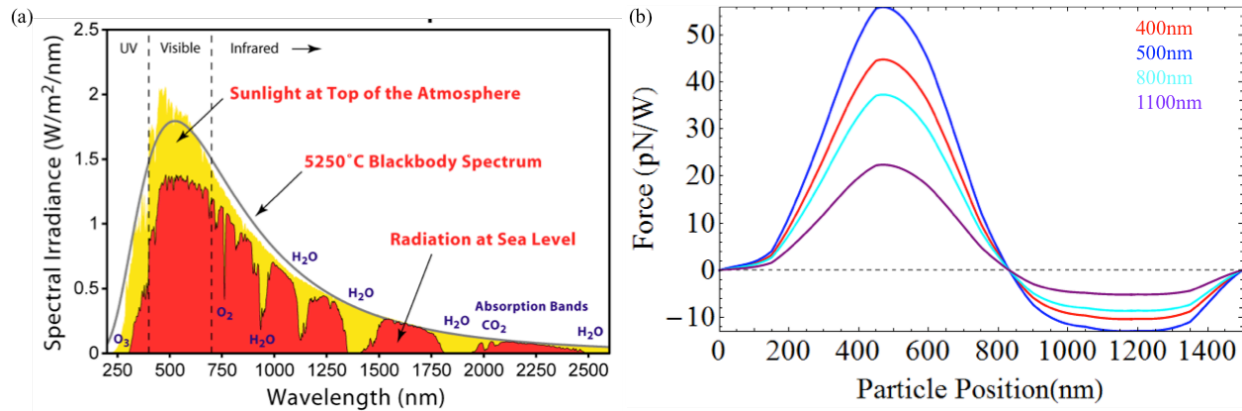 (a)
UV Visible Infrared
Sunlight at Top of the Atmosphere
5250°C Blackbody Spectrum
Radiation at Sea Level
H₂O
H₂O
Absorption Bands
H₂O CO₂ H₂O
O₃ O₂ H₂O
Spectral Irradiance (W/m²/nm)
2.5
2
1.5
1
0.5
0
250 500 750 1000 1250 1500 1750 2000 2250 2500
Wavelength (nm)
(b)
400nm
500nm
800nm
1100nm
Force (pN/W)
50
40
30
20
10
0
– 10
0 200 400 600 800 1000 1200 1400
Particle Position(nm)